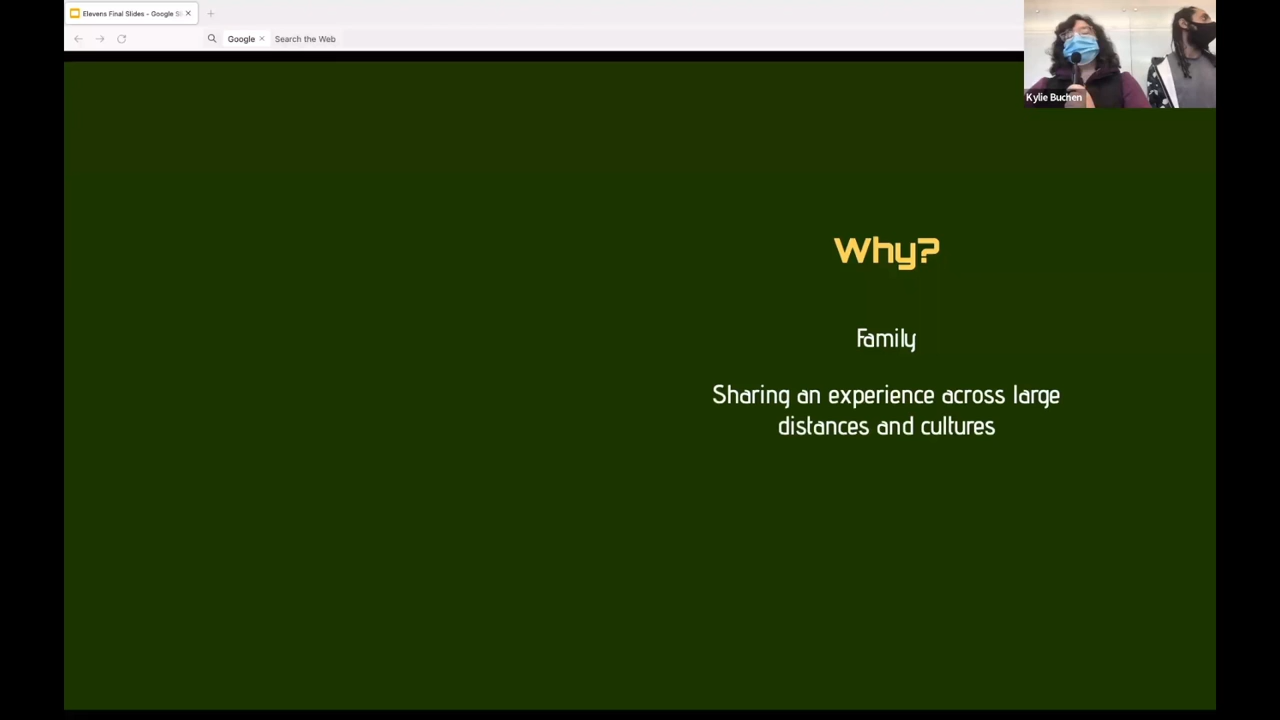 Elevens Final Slides - Google Sl
Google
Search the Web
Kylie Buchen
Why?
Family
Sharing an experience across large
distances and cultures